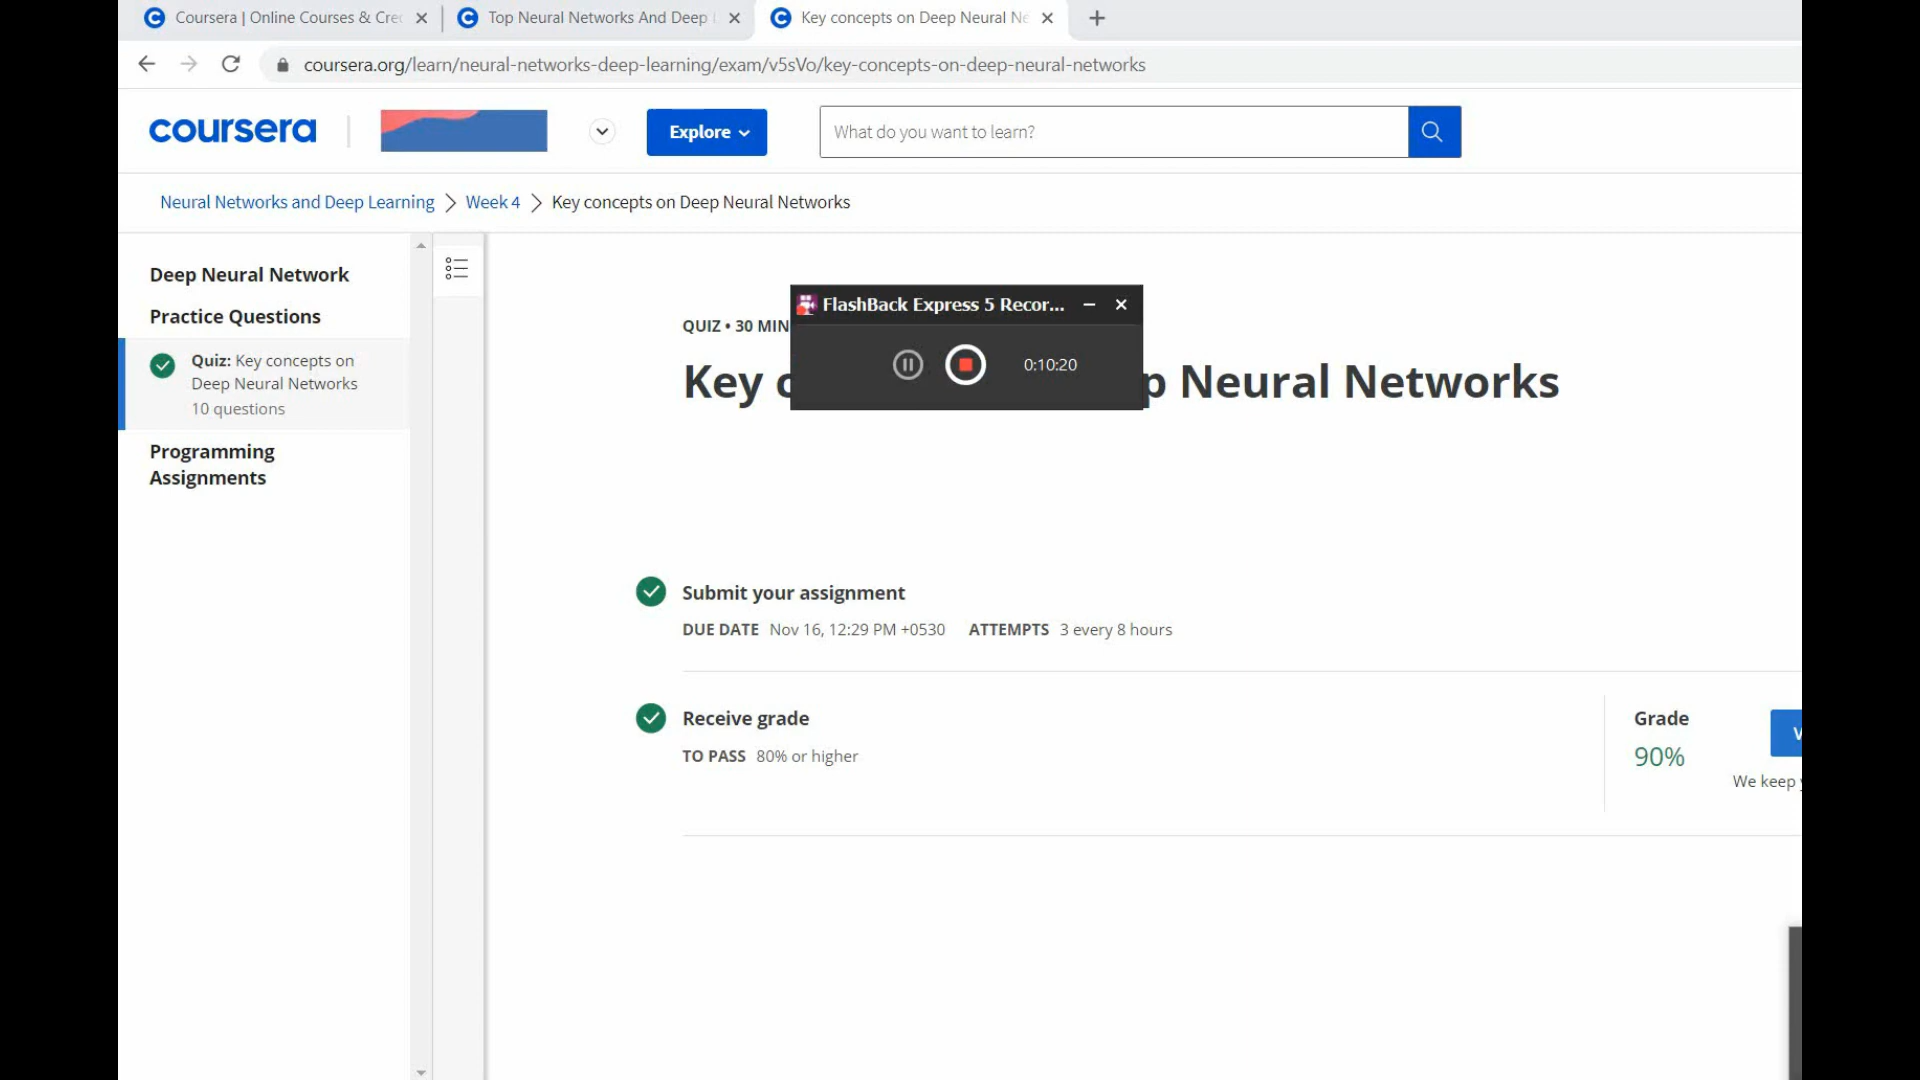 Coursera | Online Courses & Cre
Top Neural Networks And Deep
Key concepts on Deep Neural Ne
coursera.org/learn/neural-networks-deep-learning/exam/v5sVo/key-concepts-on-deep-neural-networks
coursera
Explore
What do you want to learn?
Neural Networks and Deep Learning > Week 4 > Key concepts on Deep Neural Networks
Deep Neural Network
Practice Questions
Quiz: Key concepts on
Deep Neural Networks
10 questions
Programming
Assignments
FlashBack Express 5 Recor...
0:10:20
QUIZ • 30 MIN
Key c
p Neural Networks
Submit your assignment
DUE DATE Nov 16, 12:29 PM +0530 ATTEMPTS 3 every 8 hours
Receive grade
TO PASS 80% or higher
Grade
90%
We keep